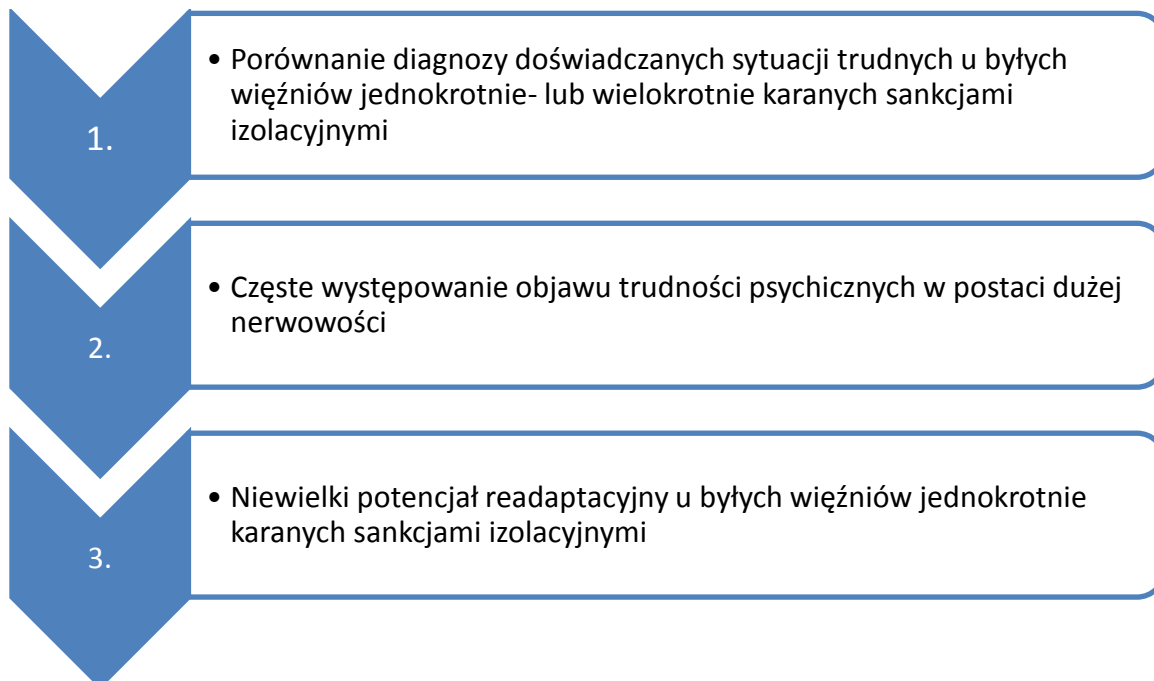 1.
• Porównanie diagnozy doświadczanych sytuacji trudnych u byłych
więźniów jednokrotnie- lub wielokrotnie karanych sankcjami
izolacyjnymi
2.
• Częste występowanie objawu trudności psychicznych w postaci dużej
nerwowości
3.
• Niewielki potencjał readaptacyjny u byłych więźniów jednokrotnie
karanych sankcjami izolacyjnymi